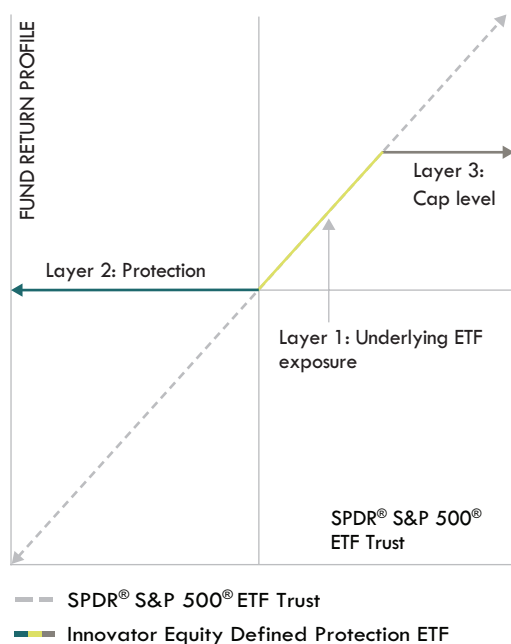 FUND RETURN PROFILE
Layer 3:
Cap level
Layer 2: Protection
Layer 1: Underlying ETF
exposure
SPDR® S&P 500®
ETF Trust
SPDR® S&P 500® ETF Trust
Innovator Equity Defined Protection ETF